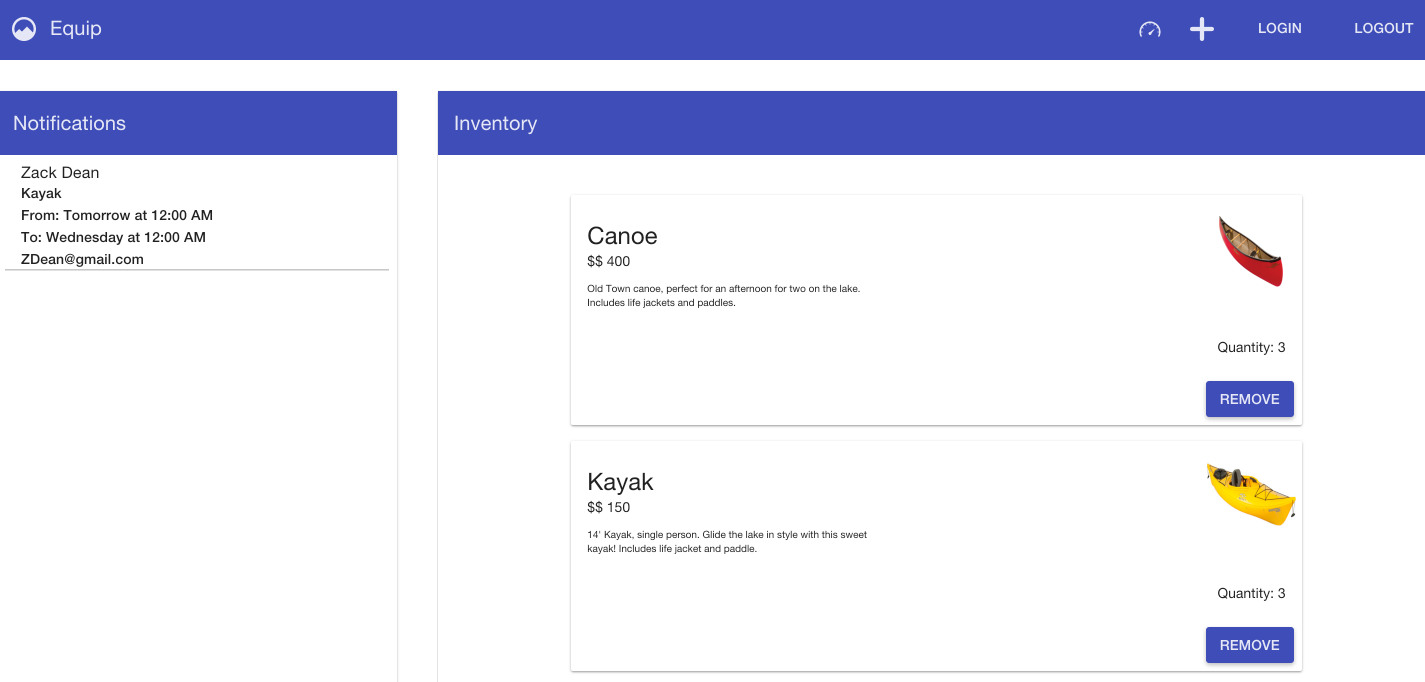 Equip
LOGIN
LOGOUT
Notifications
Zack Dean
Kayak
From: Tomorrow at 12:00 AM
To: Wednesday at 12:00 AM
ZDean@gmail.com
Inventory
Canoe
$$ 400
Old Town canoe, perfect for an afternoon for two on the lake.
Includes life jackets and paddles.
Quantity: 3
REMOVE
Kayak
$$ 150
14' Kayak, single person. Glide the lake in style with this sweet
kayak! Includes life jacket and paddle.
Quantity: 3
REMOVE